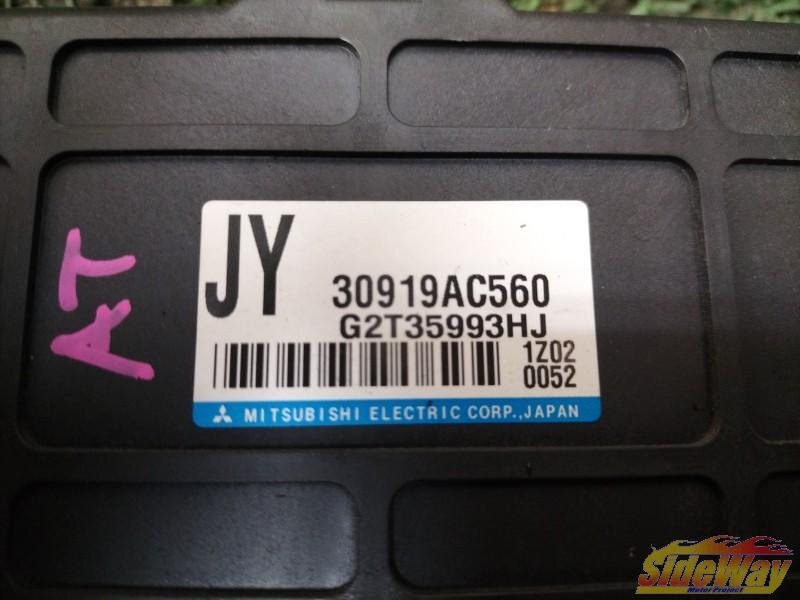 AT
JY
30919AC560
G2T35993HJ
1Z02
0052
MITSUBISHI ELECTRIC CORP.,JAPAN
SideWay
Motor Project